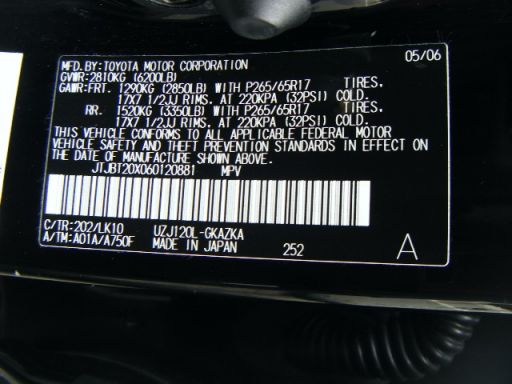 MFD.BY:TOYOTA MOTOR CORPORATION 05/06
GVWR:2810KG (6200LB)
GAWR:FRT. 1290KG (2850LB) WITH P265/65R17 TIRES,
17X7 1/2JJ RIMS, AT 220KPA (32PSI) COLD.
RR. 1520KG (3350LB) WITH P265/65R17 TIRES,
17X7 1/2JJ RIMS, AT 220KPA (32PSI) COLD.
THIS VEHICLE CONFORMS TO ALL APPLICABLE FEDERAL MOTOR
VEHICLE SAFETY AND THEFT PREVENTION STANDARDS IN EFFECT ON
THE DATE OF MANUFACTURE SHOWN ABOVE.
JTJBT20X060120881 MPV
C/TR:202/LK10 UZJ120L-GKAZKA
A/TM:A01A/A750F MADE IN JAPAN 252 A